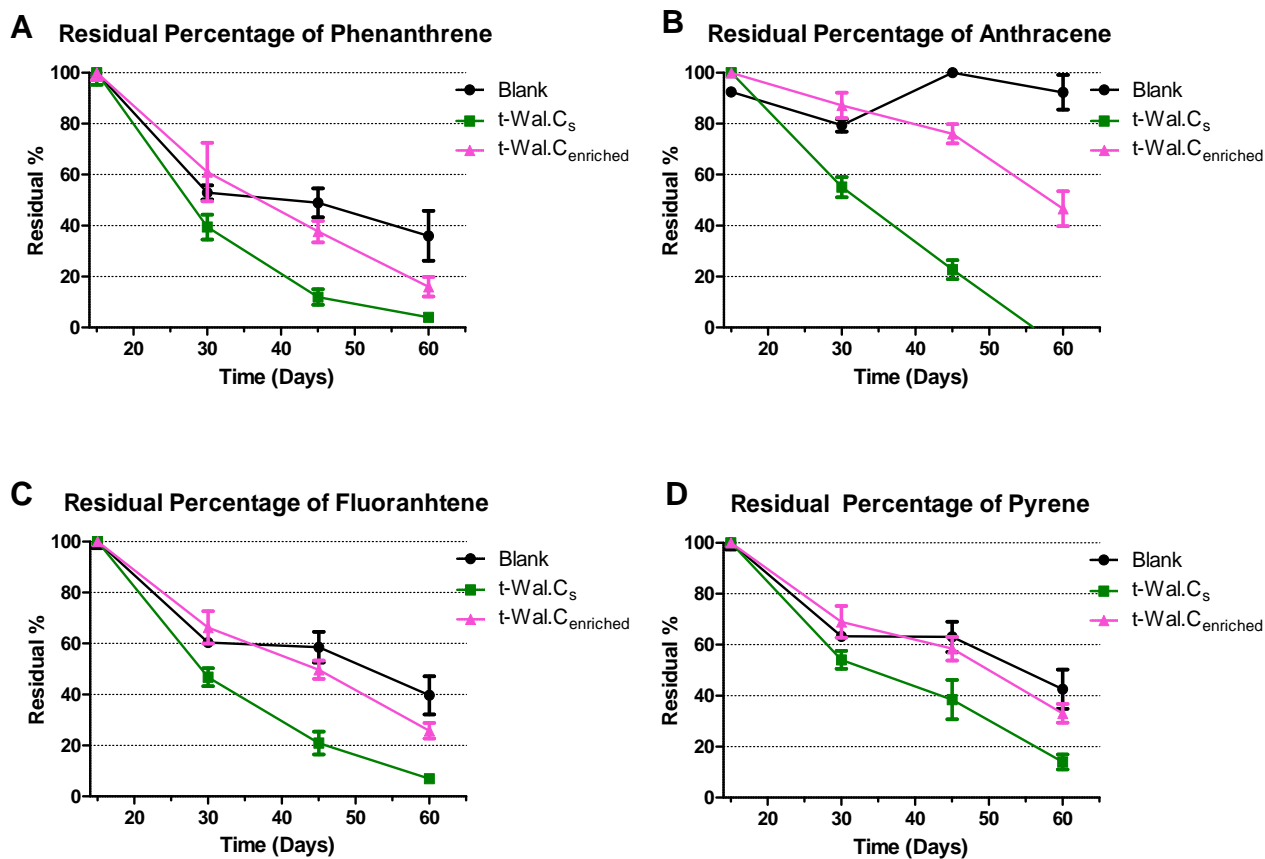 A Residual Percentage of Phenanthrene
Residual %
100
80
60
40
20
0
20 30 40 50 60
Time (Days)
Blank
t-Wal.Cs
t-Wal.Cenriched
B Residual Percentage of Anthracene
Residual %
100
80
60
40
20
0
20 30 40 50 60
Time (Days)
Blank
t-Wal.Cs
t-Wal.Cenriched
C Residual Percentage of Fluoranhtene
Residual %
100
80
60
40
20
0
20 30 40 50 60
Time (Days)
Blank
t-Wal.Cs
t-Wal.Cenriched
D Residual Percentage of Pyrene
Residual %
100
80
60
40
20
0
20 30 40 50 60
Time (Days)
Blank
t-Wal.Cs
t-Wal.Cenriched